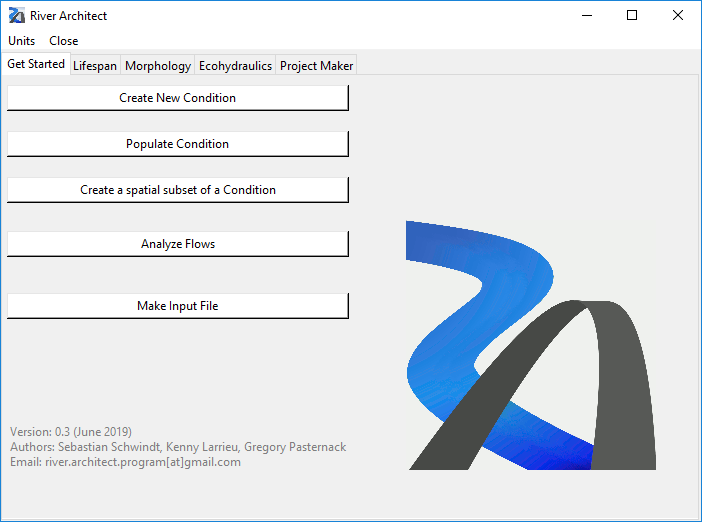 River Architect
Units Close
Get Started Lifespan Morphology Ecohydraulics Project Maker
Create New Condition
Populate Condition
Create a spatial subset of a Condition
Analyze Flows
Make Input File
Version: 0.3 (June 2019)
Authors: Sebastian Schwindt, Kenny Larrieu, Gregory Pasternack
Email: river.architect.program[at]gmail.com